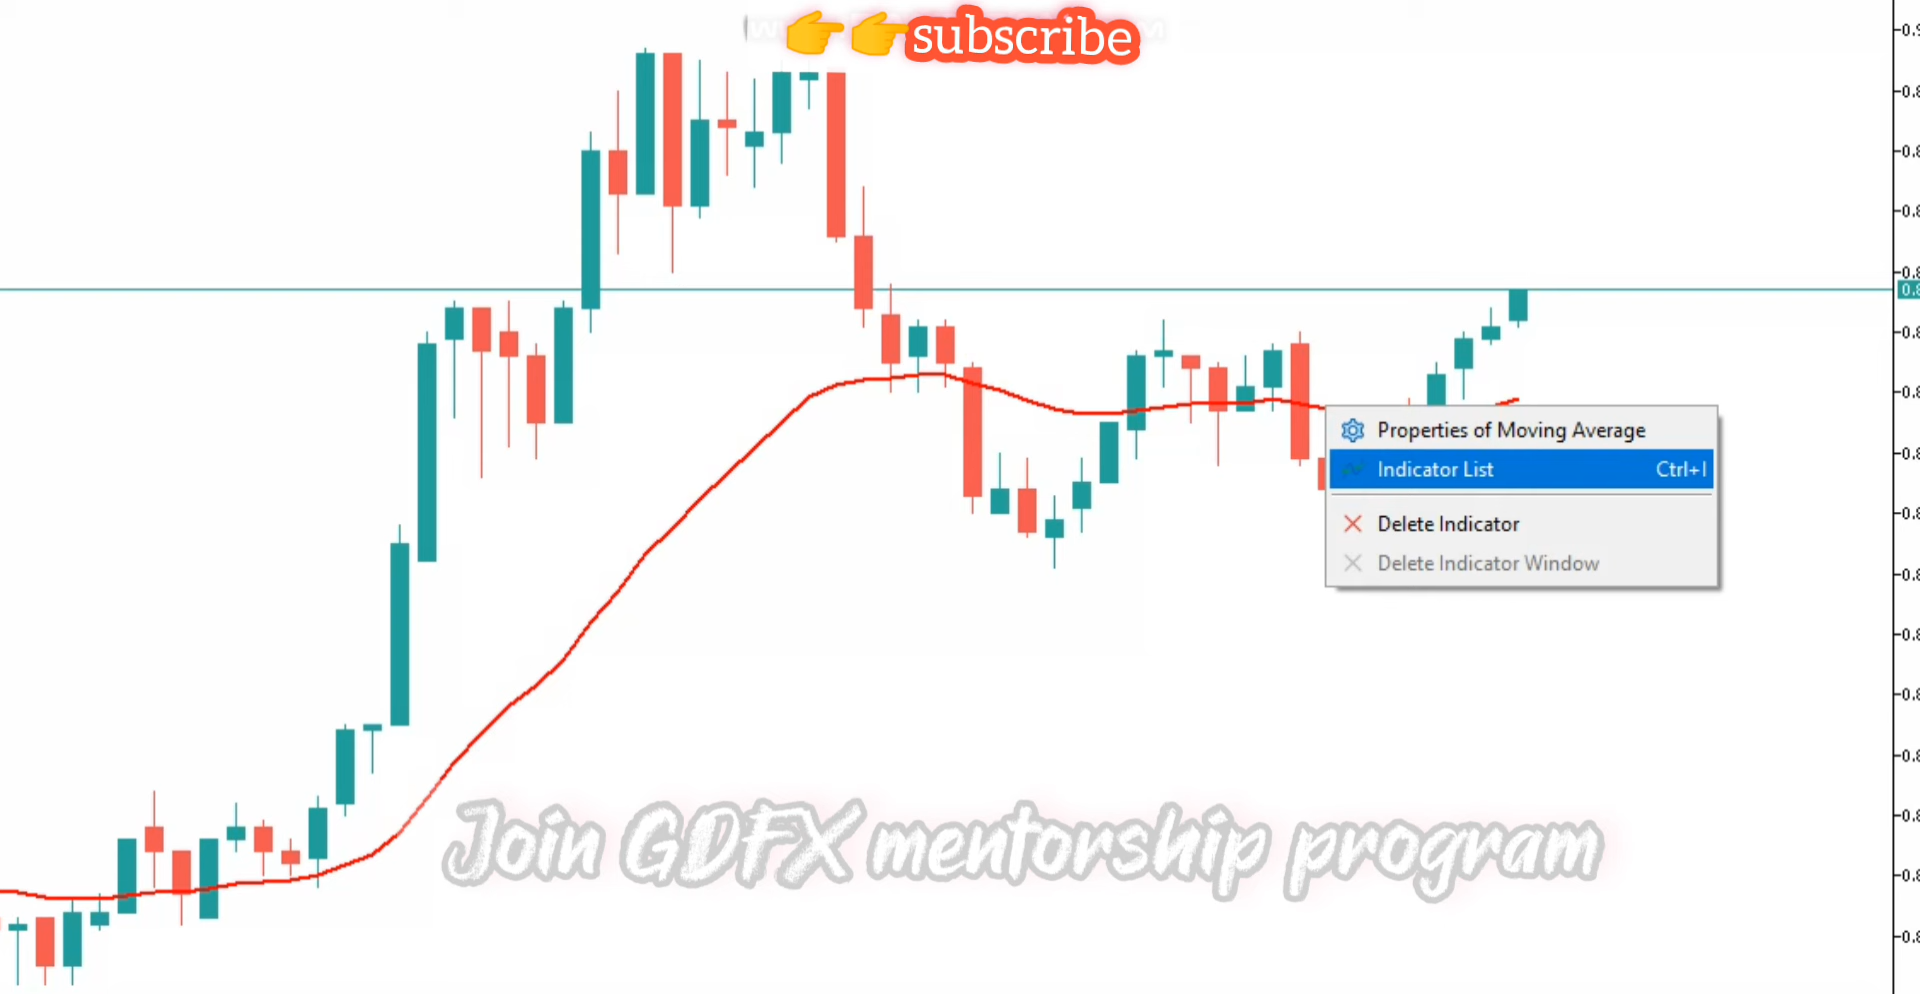 👉👉subscribe
Properties of Moving Average
Indicator List Ctrl+I
Delete Indicator
Delete Indicator Window
Join GDFX mentorship program